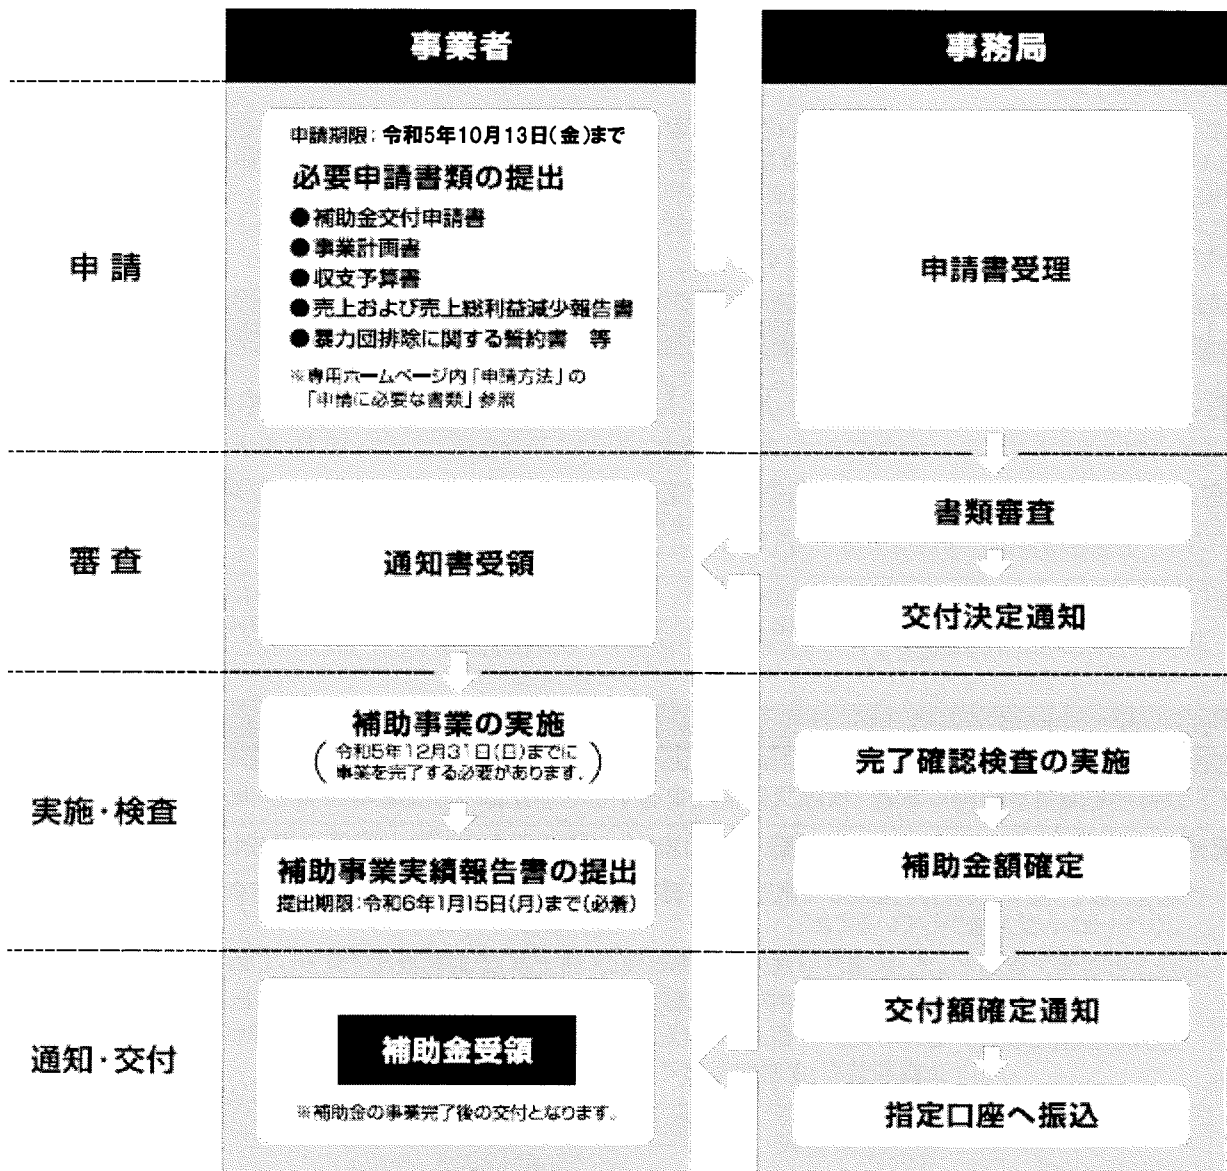 事業者
事務局
申請
申請期限：令和5年10月13日(金)まで
必要申請書類の提出
●補助金交付申請書
●事業計画書
●収支予算書
●売上および売上総利益減少報告書
●暴力団排除に関する誓約書　等
※専用ホームページ内「申請方法」の
「申請に必要な書類」参照
申請書受理
審査
通知書受領
書類審査
交付決定通知
実施・検査
補助事業の実施
(令和5年12月31日(日)までに
事業を完了する必要があります。)
補助事業実績報告書の提出
提出期限：令和6年1月15日(月)まで(必着)
完了確認検査の実施
補助金額確定
通知・交付
補助金受領
※補助金の事業完了後の交付となります。
交付額確定通知
指定口座へ振込